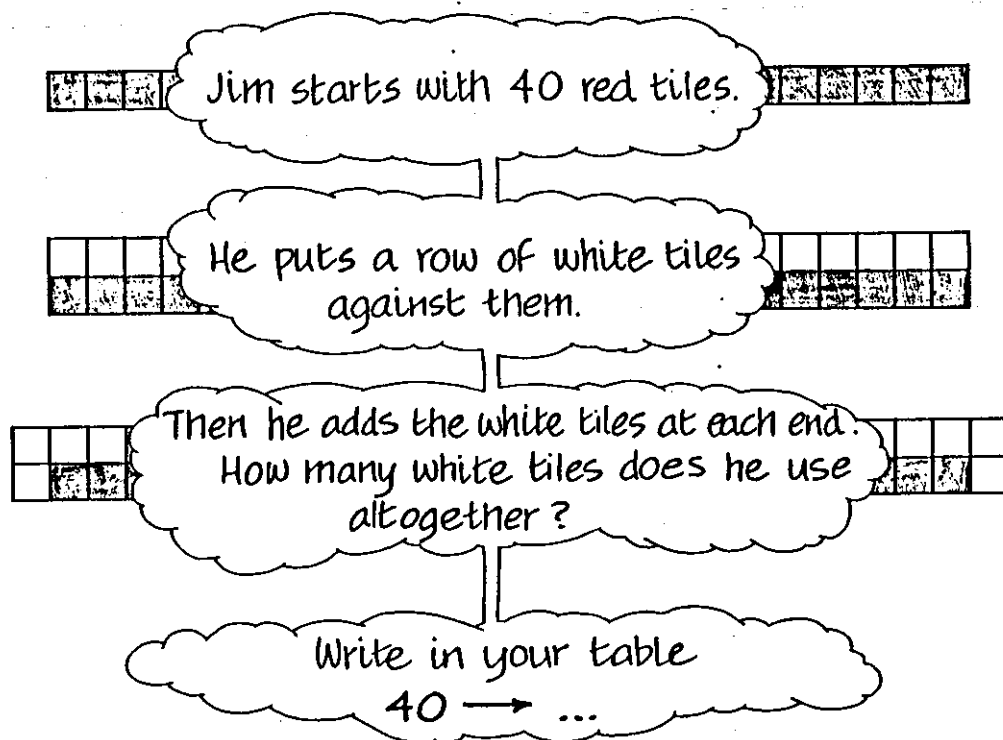 Jim starts with 40 red tiles.
He puts a row of white tiles
against them.
Then he adds the white tiles at each end.
How many white tiles does he use
altogether?
Write in your table
40 → ...